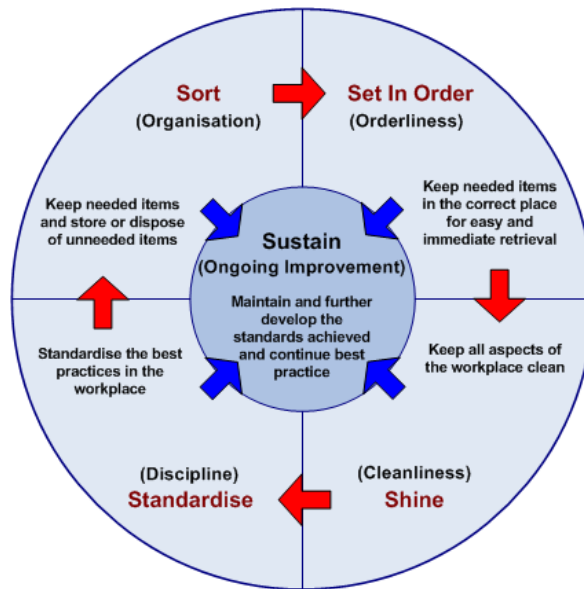 Sort
(Organisation)
Set In Order
(Orderliness)
Keep needed items
and store or dispose
of unneeded items
Keep needed items
in the correct place
for easy and
immediate retrieval
Sustain
(Ongoing Improvement)
Maintain and further
develop the
standards achieved
and continue best
practice
Standardise the best
practices in the
workplace
Keep all aspects of
the workplace clean
(Discipline)
Standardise
(Cleanliness)
Shine